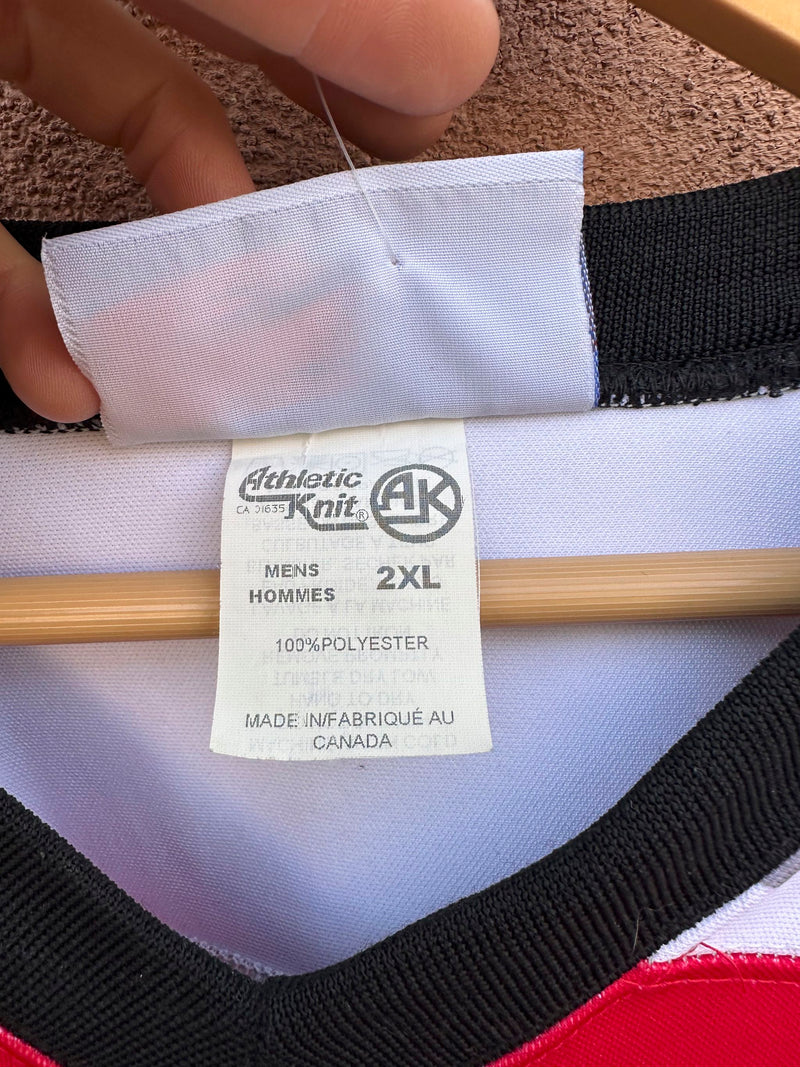 Athletic
Knit®
CA 01635
AK
MENS
HOMMES
2XL
100%POLYESTER
MADE IN/FABRIQUÉ AU
CANADA